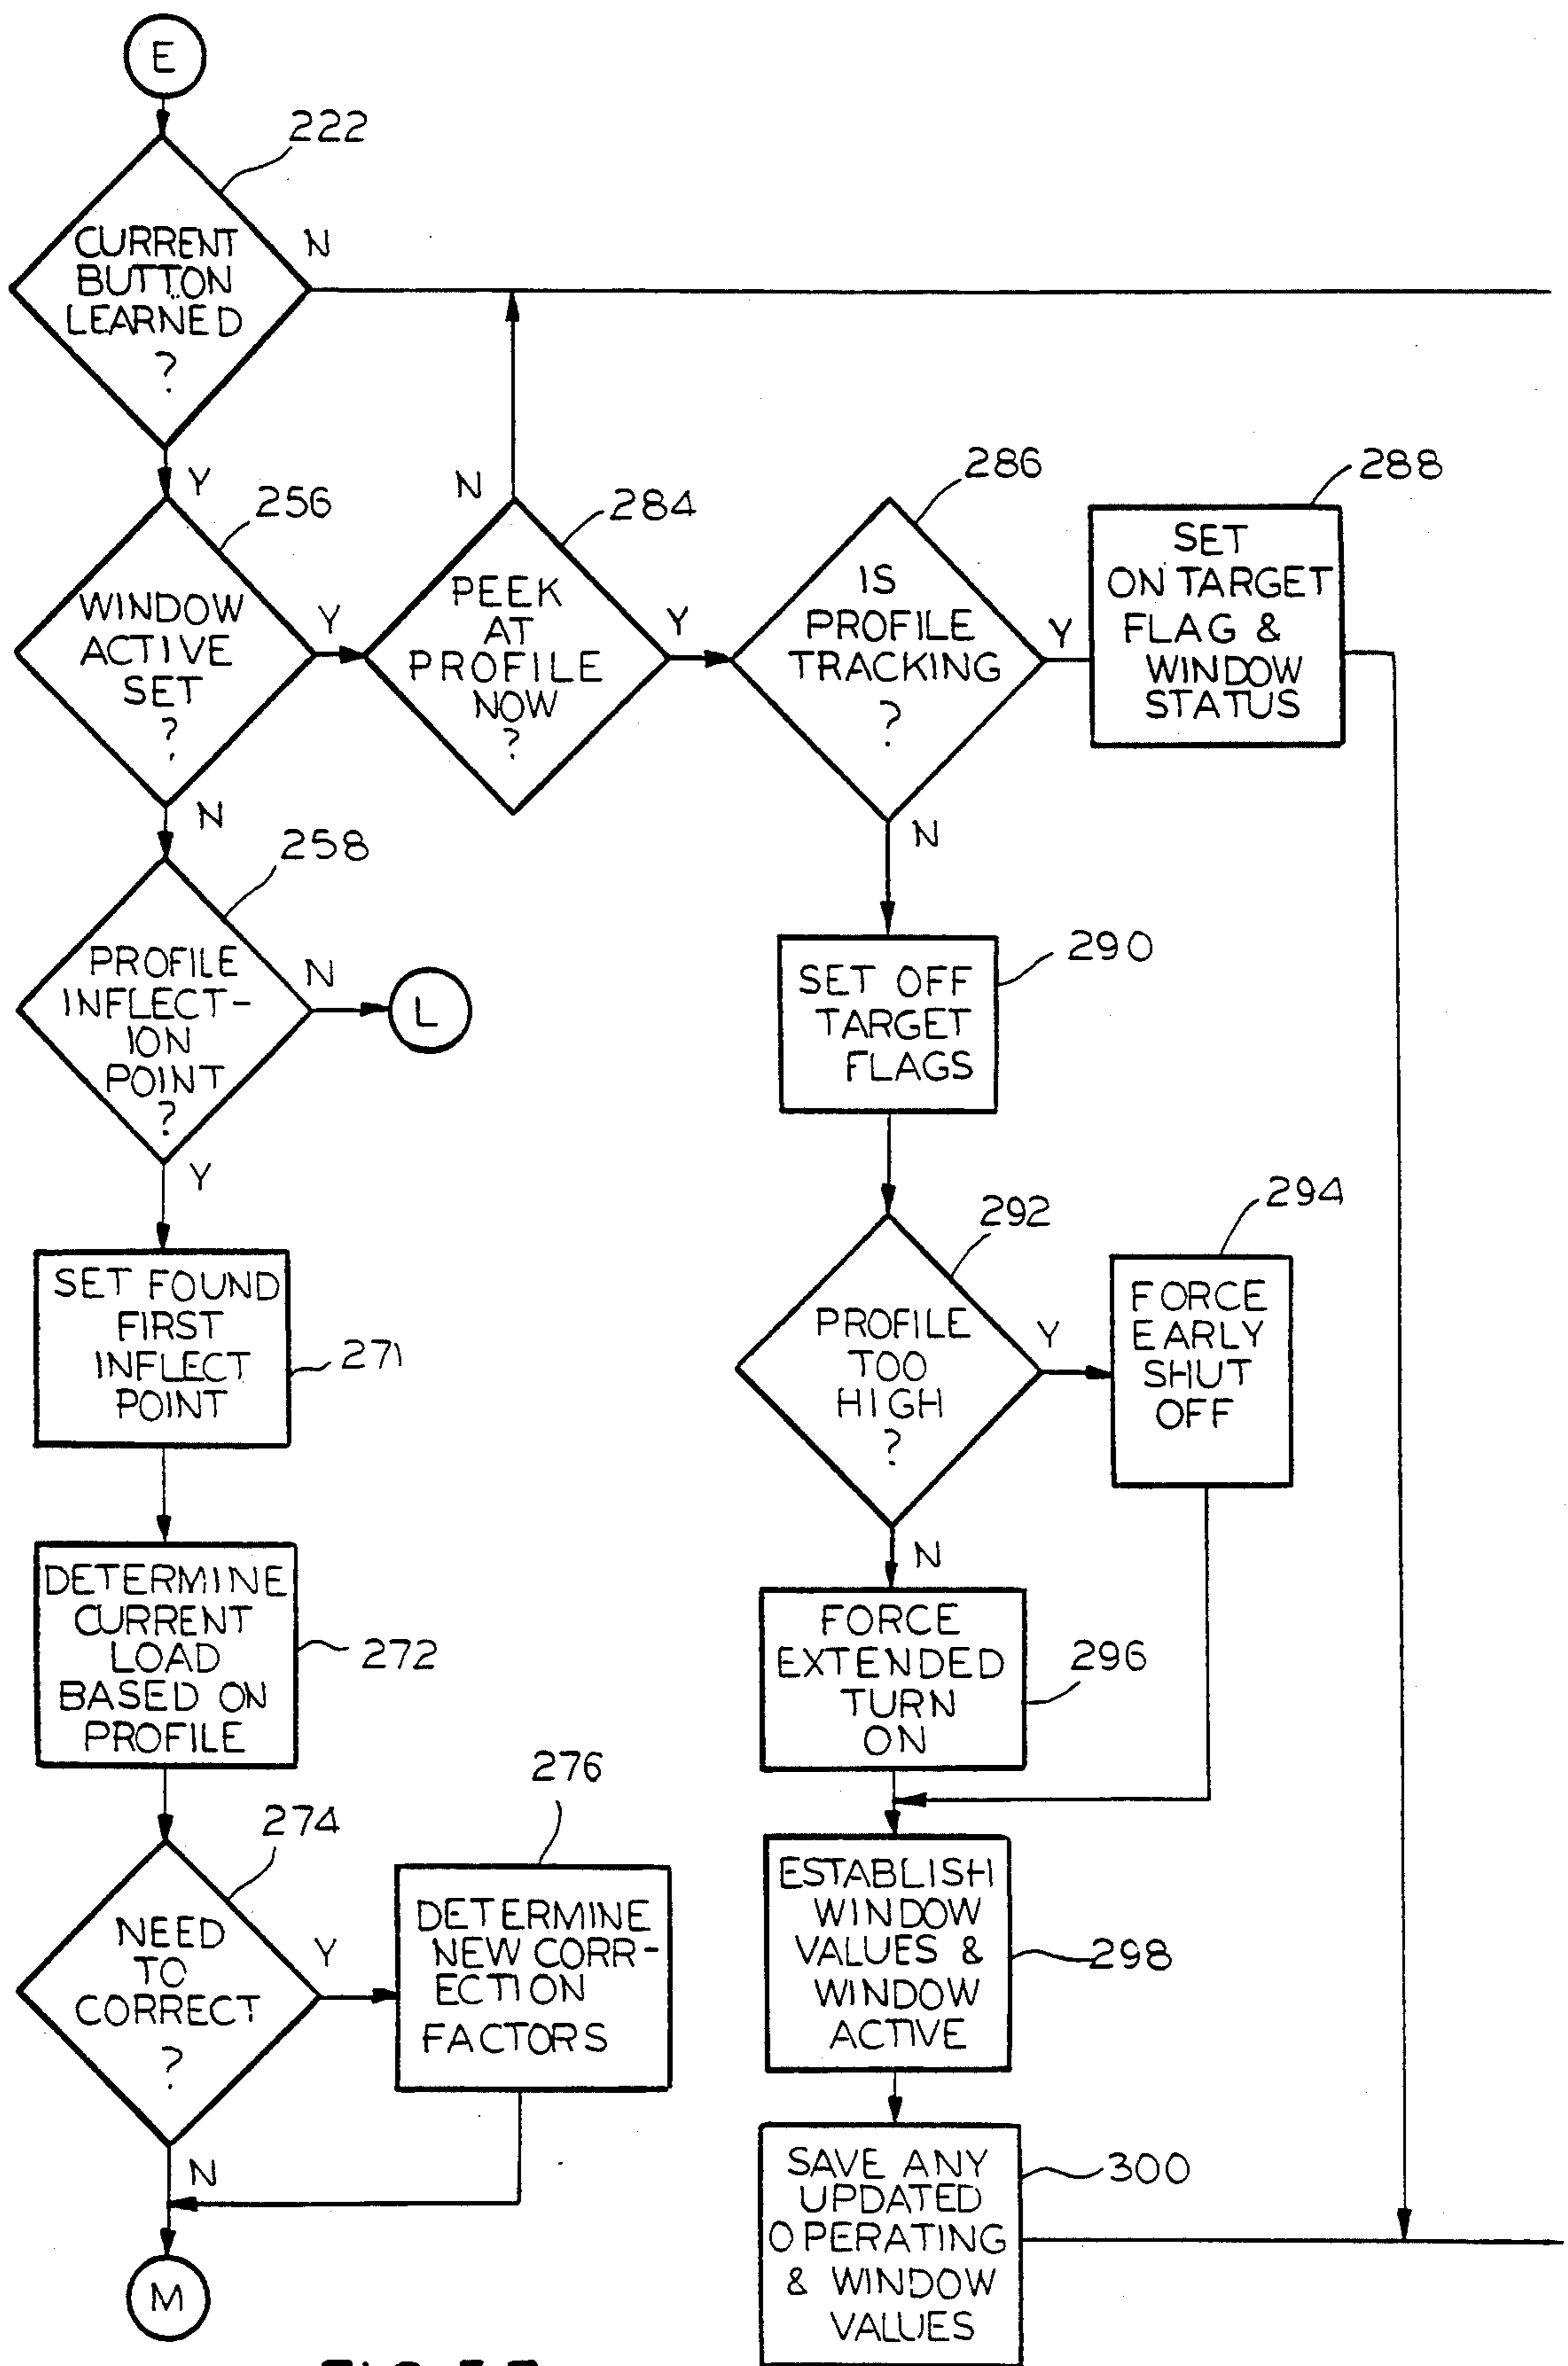 E
222
CURRENT
BUTTON
LEARNED
?
N
Y
256
WINDOW
ACTIVE
SET
?
Y
N
284
PEEK
AT
PROFILE
NOW
?
N
Y
286
IS
PROFILE
TRACKING
?
Y
N
288
SET
ON TARGET
FLAG &
WINDOW
STATUS
258
PROFILE
INFLECT-
ION
POINT
?
N
L
Y
290
SET OFF
TARGET
FLAGS
271
SET FOUND
FIRST
INFLECT
POINT
292
PROFILE
TOO
HIGH
?
Y
N
294
FORCE
EARLY
SHUT
OFF
272
DETERMINE
CURRENT
LOAD
BASED ON
PROFILE
296
FORCE
EXTENDED
TURN
ON
274
NEED
TO
CORRECT
?
Y
N
276
DETERMINE
NEW CORR-
ECTION
FACTORS
298
ESTABLISH
WINDOW
VALUES &
WINDOW
ACTIVE
300
SAVE ANY
UPDATED
OPERATING
& WINDOW
VALUES
M